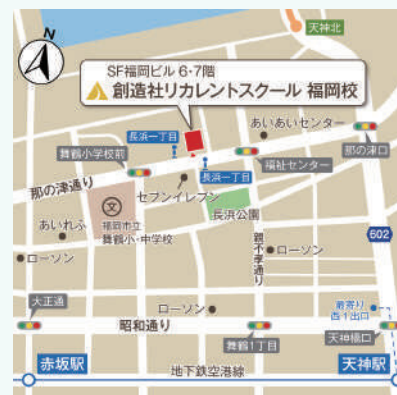 N
天神北
SF福岡ビル 6・7階
創造社リカレントスクール 福岡校
長浜一丁目
あいあいセンター
那の津口
舞鶴小学校前
福祉センター
那の津通り
セブンイレブン
長浜一丁目
文
福岡市立
舞鶴小・中学校
長浜公園
あいれふ
親不孝通り
602
ローソン
ローソン
大正通
ローソン
最寄り
西1出口
昭和通り
舞鶴1丁目
天神橋口
赤坂駅
地下鉄空港線
天神駅